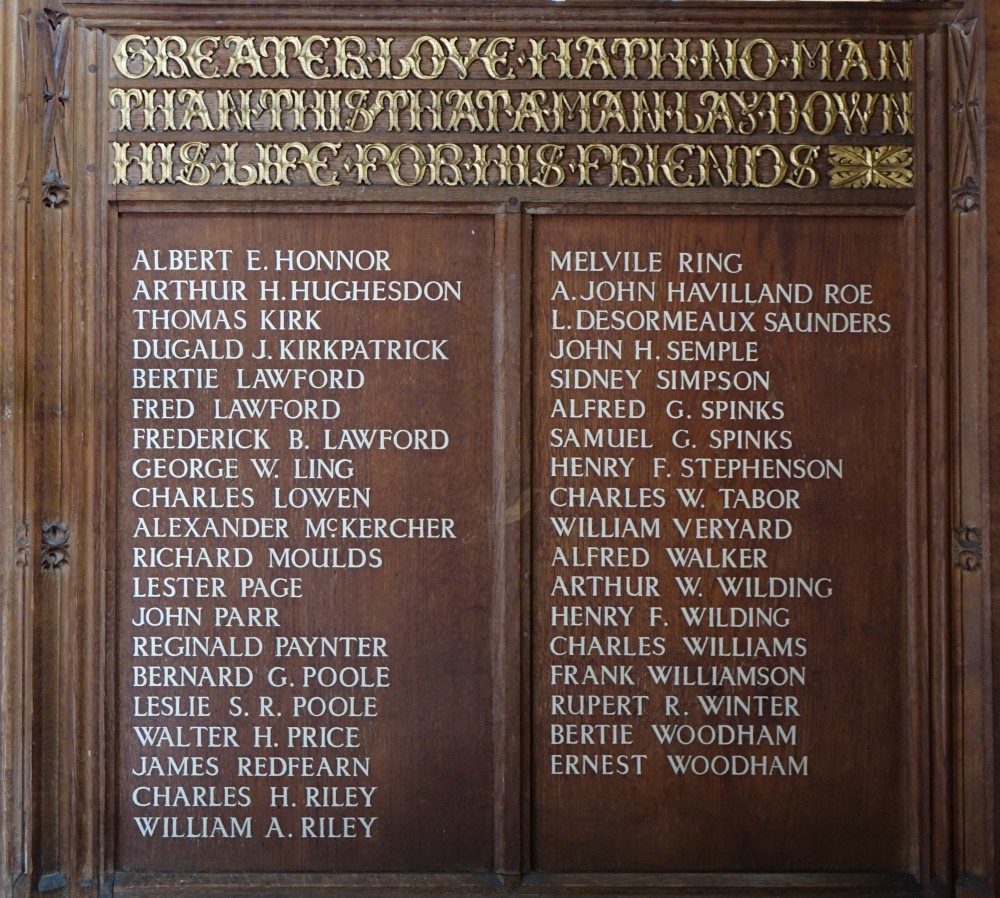 GREATER·LOVE·HATH·NO·MAN
THAN·THIS·THAT·A·MAN·LAY·DOWN
HIS·LIFE·FOR·HIS·FRIENDS
ALBERT E. HONNOR
ARTHUR H. HUGHESDON
THOMAS KIRK
DUGALD J. KIRKPATRICK
BERTIE LAWFORD
FRED LAWFORD
FREDERICK B. LAWFORD
GEORGE W. LING
CHARLES LOWEN
ALEXANDER McKERCHER
RICHARD MOULDS
LESTER PAGE
JOHN PARR
REGINALD PAYNTER
BERNARD G. POOLE
LESLIE S. R. POOLE
WALTER H. PRICE
JAMES REDFEARN
CHARLES H. RILEY
WILLIAM A. RILEY
MELVILE RING
A. JOHN HAVILLAND ROE
L. DESORMEAUX SAUNDERS
JOHN H. SEMPLE
SIDNEY SIMPSON
ALFRED G. SPINKS
SAMUEL G. SPINKS
HENRY F. STEPHENSON
CHARLES W. TABOR
WILLIAM VERYARD
ALFRED WALKER
ARTHUR W. WILDING
HENRY F. WILDING
CHARLES WILLIAMS
FRANK WILLIAMSON
RUPERT R. WINTER
BERTIE WOODHAM
ERNEST WOODHAM